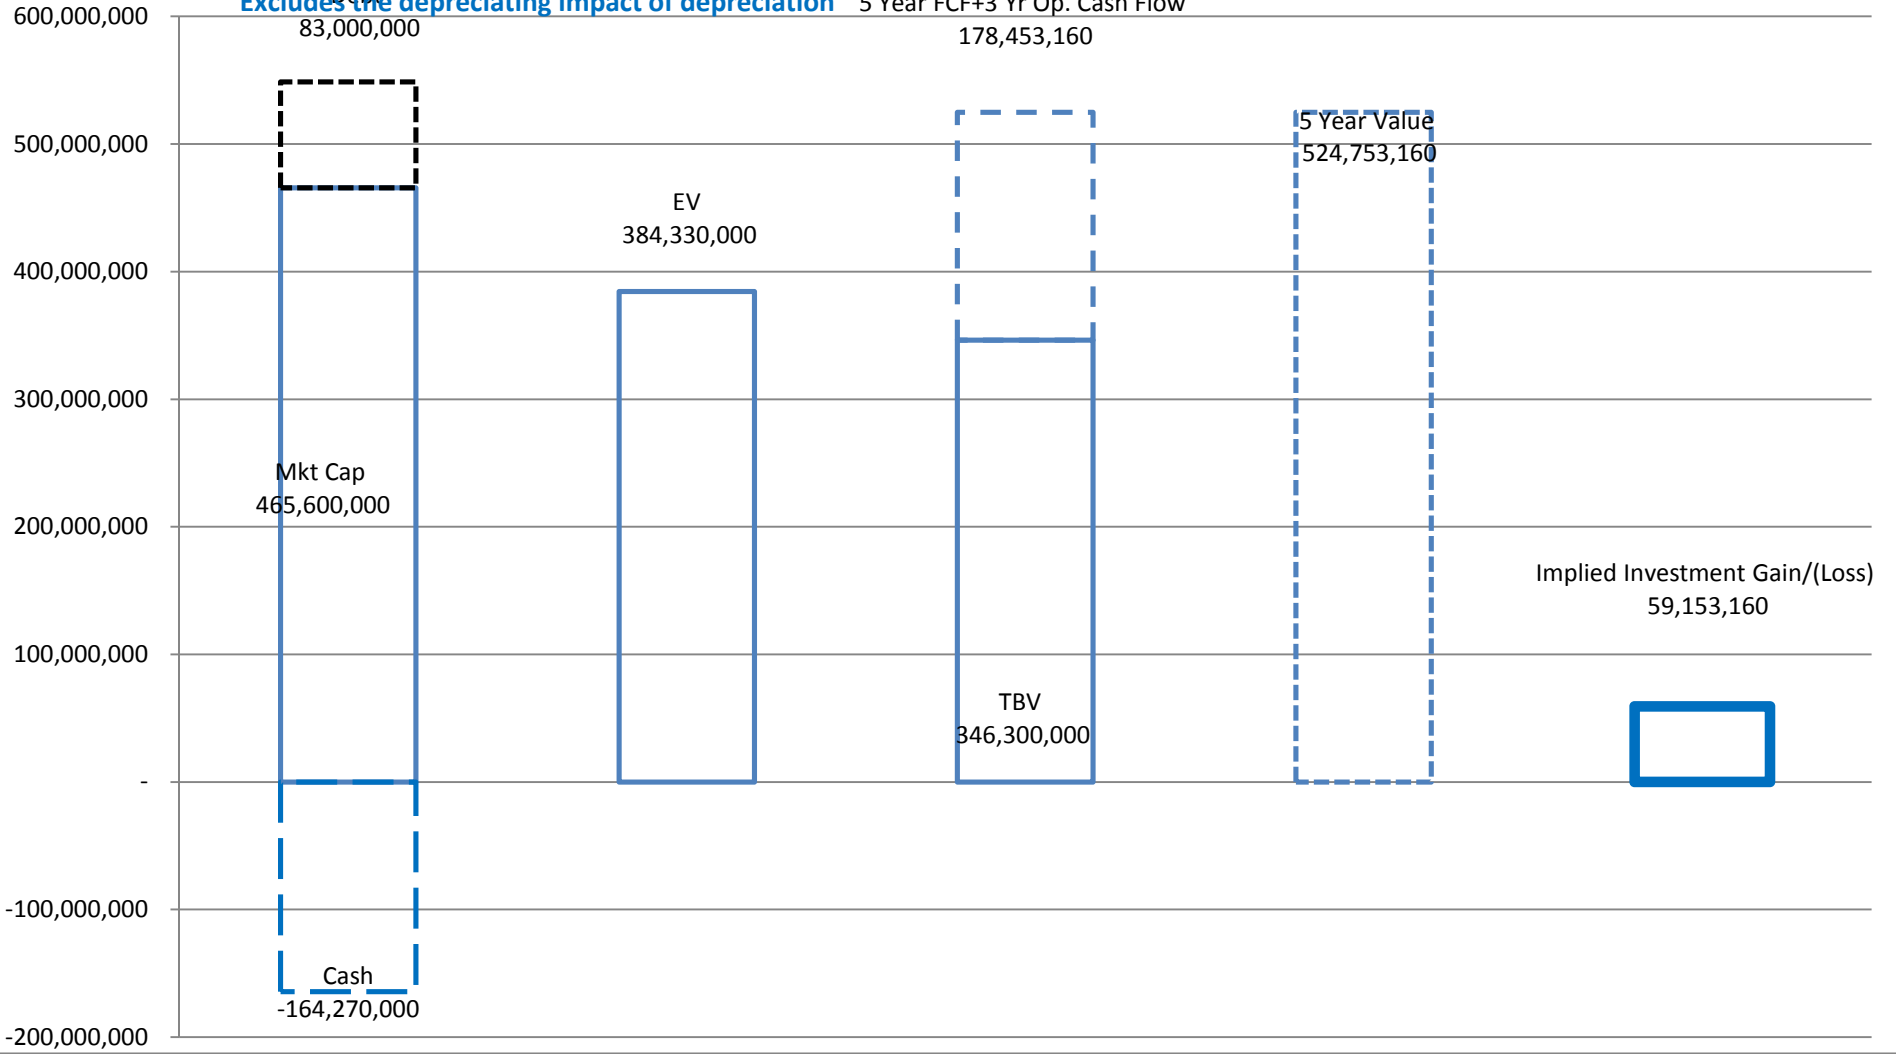 Excludes the depreciating impact of depreciation
5 Year FCF+3 Yr Op. Cash Flow
600,000,000
83,000,000
178,453,160
5 Year Value
500,000,000
524,753,160
EV
384,330,000
400,000,000
300,000,000
Mkt Cap
465,600,000
200,000,000
Implied Investment Gain/(Loss)
59,153,160
100,000,000
TBV
346,300,000
-
-100,000,000
Cash
-164,270,000
-200,000,000